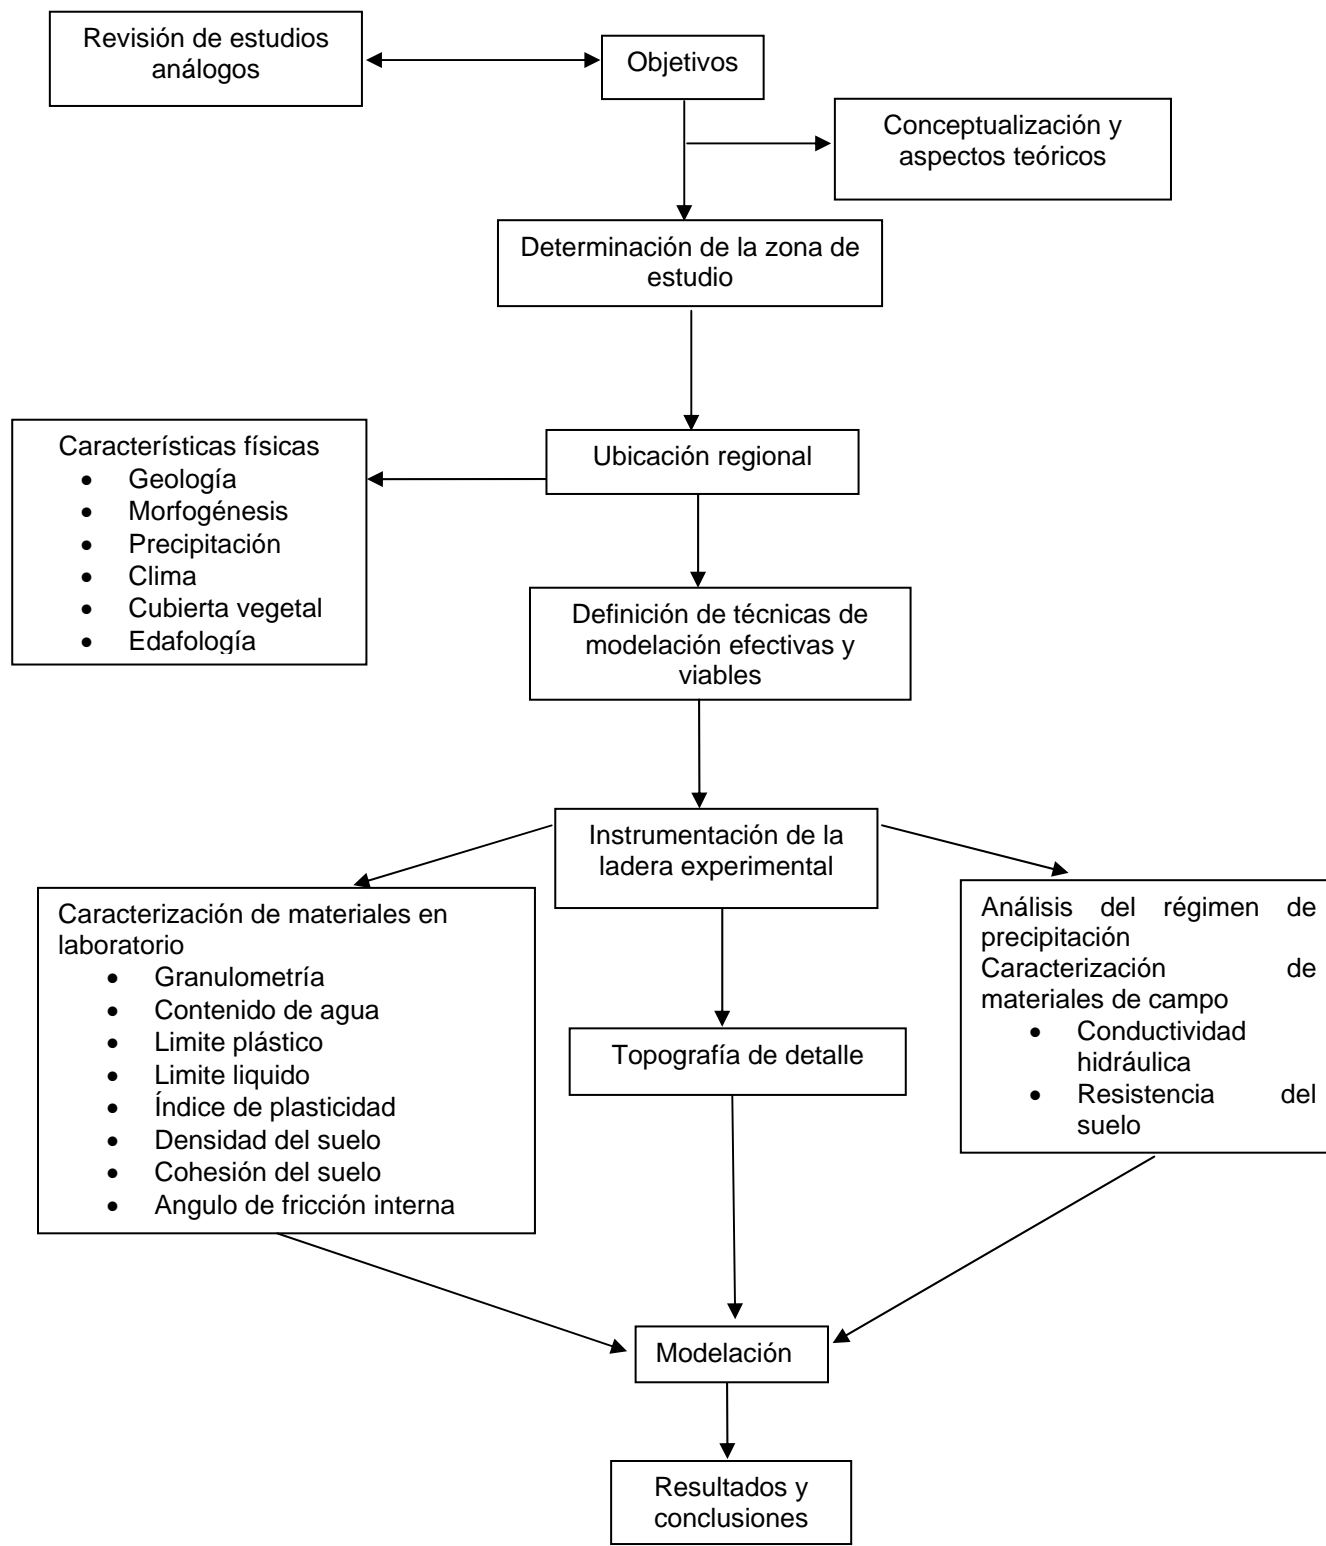 Revisión de estudios
análogos
Objetivos
Conceptualización y
aspectos teóricos
Determinación de la zona de
estudio
Ubicación regional
Características físicas
• Geología
• Morfogénesis
• Precipitación
• Clima
• Cubierta vegetal
• Edafología
Definición de técnicas de
modelación efectivas y
viables
Instrumentación de la
ladera experimental
Caracterización de materiales en
laboratorio
• Granulometría
• Contenido de agua
• Limite plástico
• Limite liquido
• Índice de plasticidad
• Densidad del suelo
• Cohesión del suelo
• Angulo de fricción interna
Topografía de detalle
Análisis del régimen de
precipitación
Caracterización de
materiales de campo
• Conductividad
hidráulica
• Resistencia del
suelo
Modelación
Resultados y
conclusiones